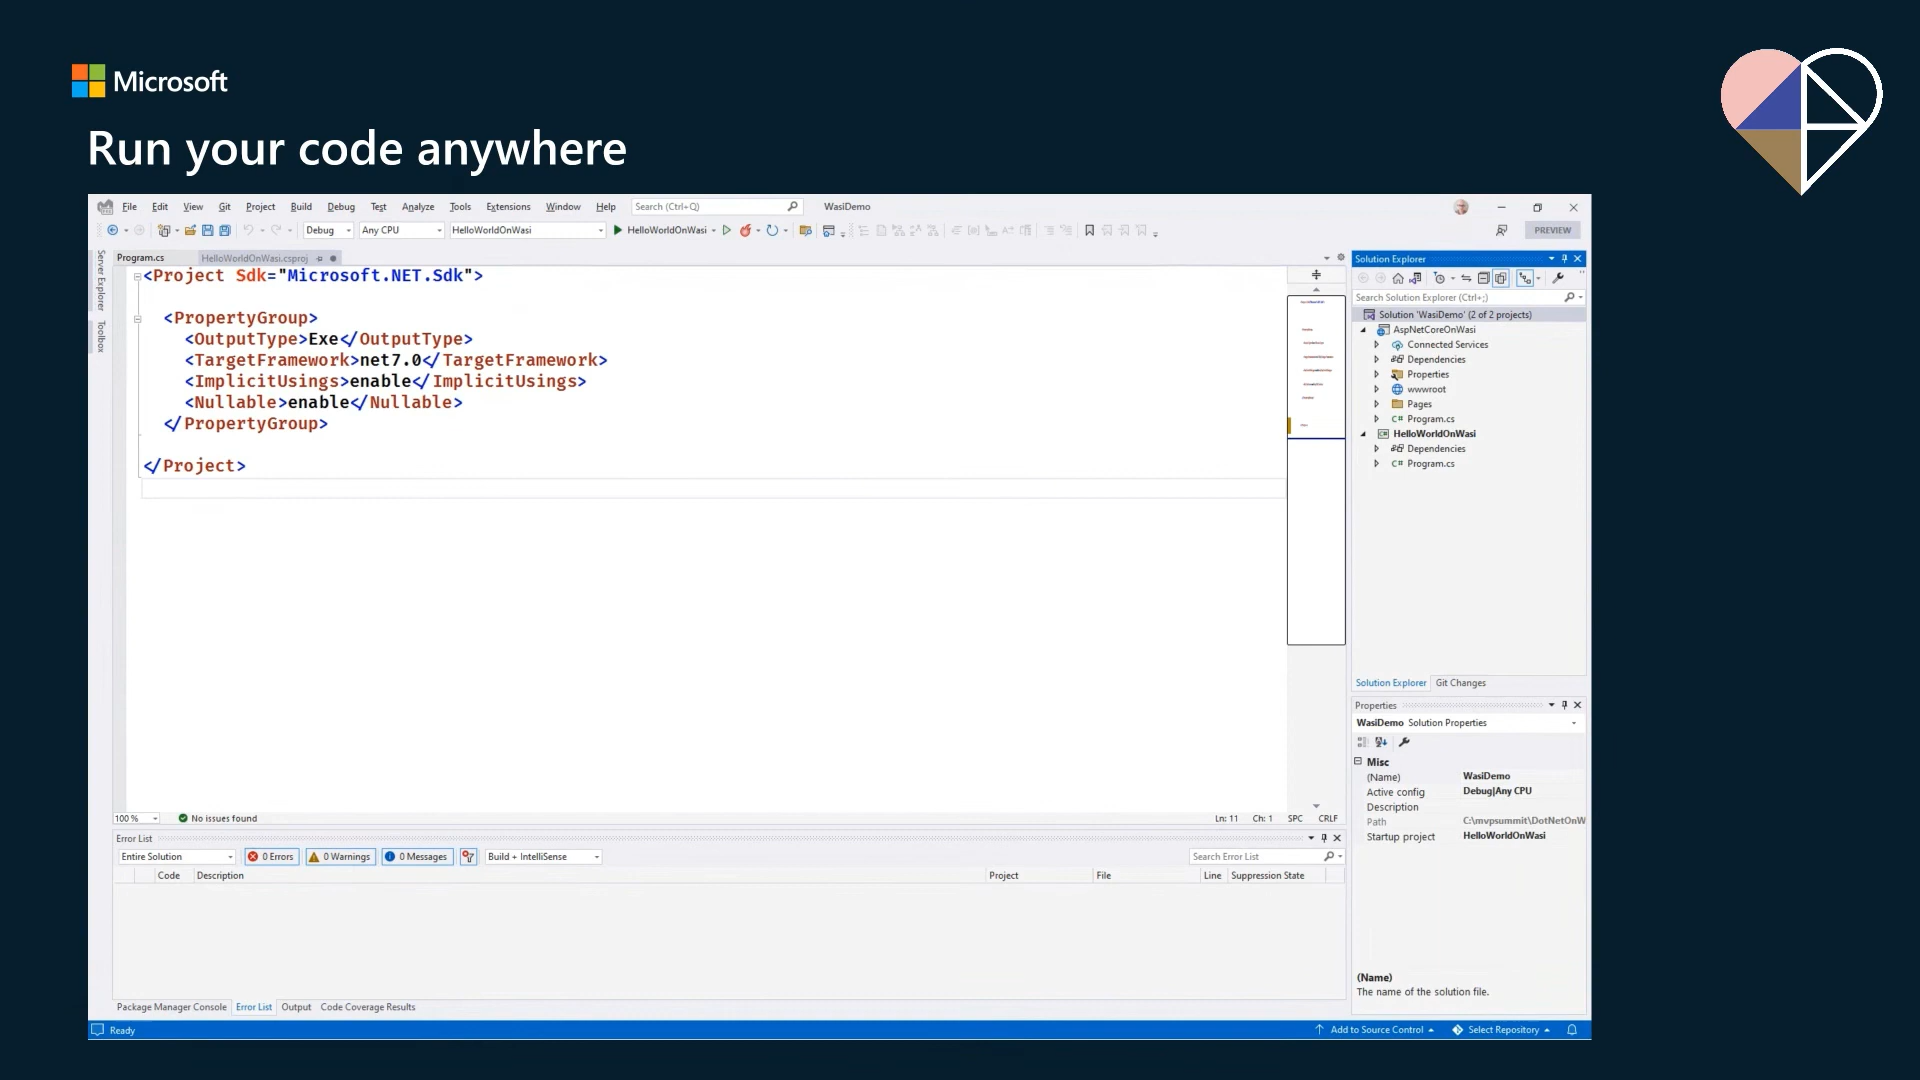 Microsoft
Run your code anywhere
File Edit View Git Project Build Debug Test Analyze Tools Extensions Window Help Search (Ctrl+Q) WasiDemo
Debug Any CPU HelloWorldOnWasi HelloWorldOnWasi PREVIEW
Server Explorer
Toolbox
Program.cs HelloWorldOnWasi.csproj
<Project Sdk="Microsoft.NET.Sdk">
<PropertyGroup>
<OutputType>Exe</OutputType>
<TargetFramework>net7.0</TargetFramework>
<ImplicitUsings>enable</ImplicitUsings>
<Nullable>enable</Nullable>
</PropertyGroup>
</Project>
100 % No issues found Ln: 11 Ch: 1 SPC CRLF
Error List
Entire Solution 0 Errors 0 Warnings 0 Messages Build + IntelliSense Search Error List
Code Description Project File Line Suppression State
Package Manager Console Error List Output Code Coverage Results
Solution Explorer
Search Solution Explorer (Ctrl+;)
Solution 'WasiDemo' (2 of 2 projects)
AspNetCoreOnWasi
Connected Services
Dependencies
Properties
wwwroot
Pages
C# Program.cs
HelloWorldOnWasi
Dependencies
C# Program.cs
Solution Explorer Git Changes
Properties
WasiDemo Solution Properties
Misc
(Name) WasiDemo
Active config Debug|Any CPU
Description
Path C:\mvpsummit\DotNetOnW
Startup project HelloWorldOnWasi
(Name)
The name of the solution file.
Ready Add to Source Control Select Repository